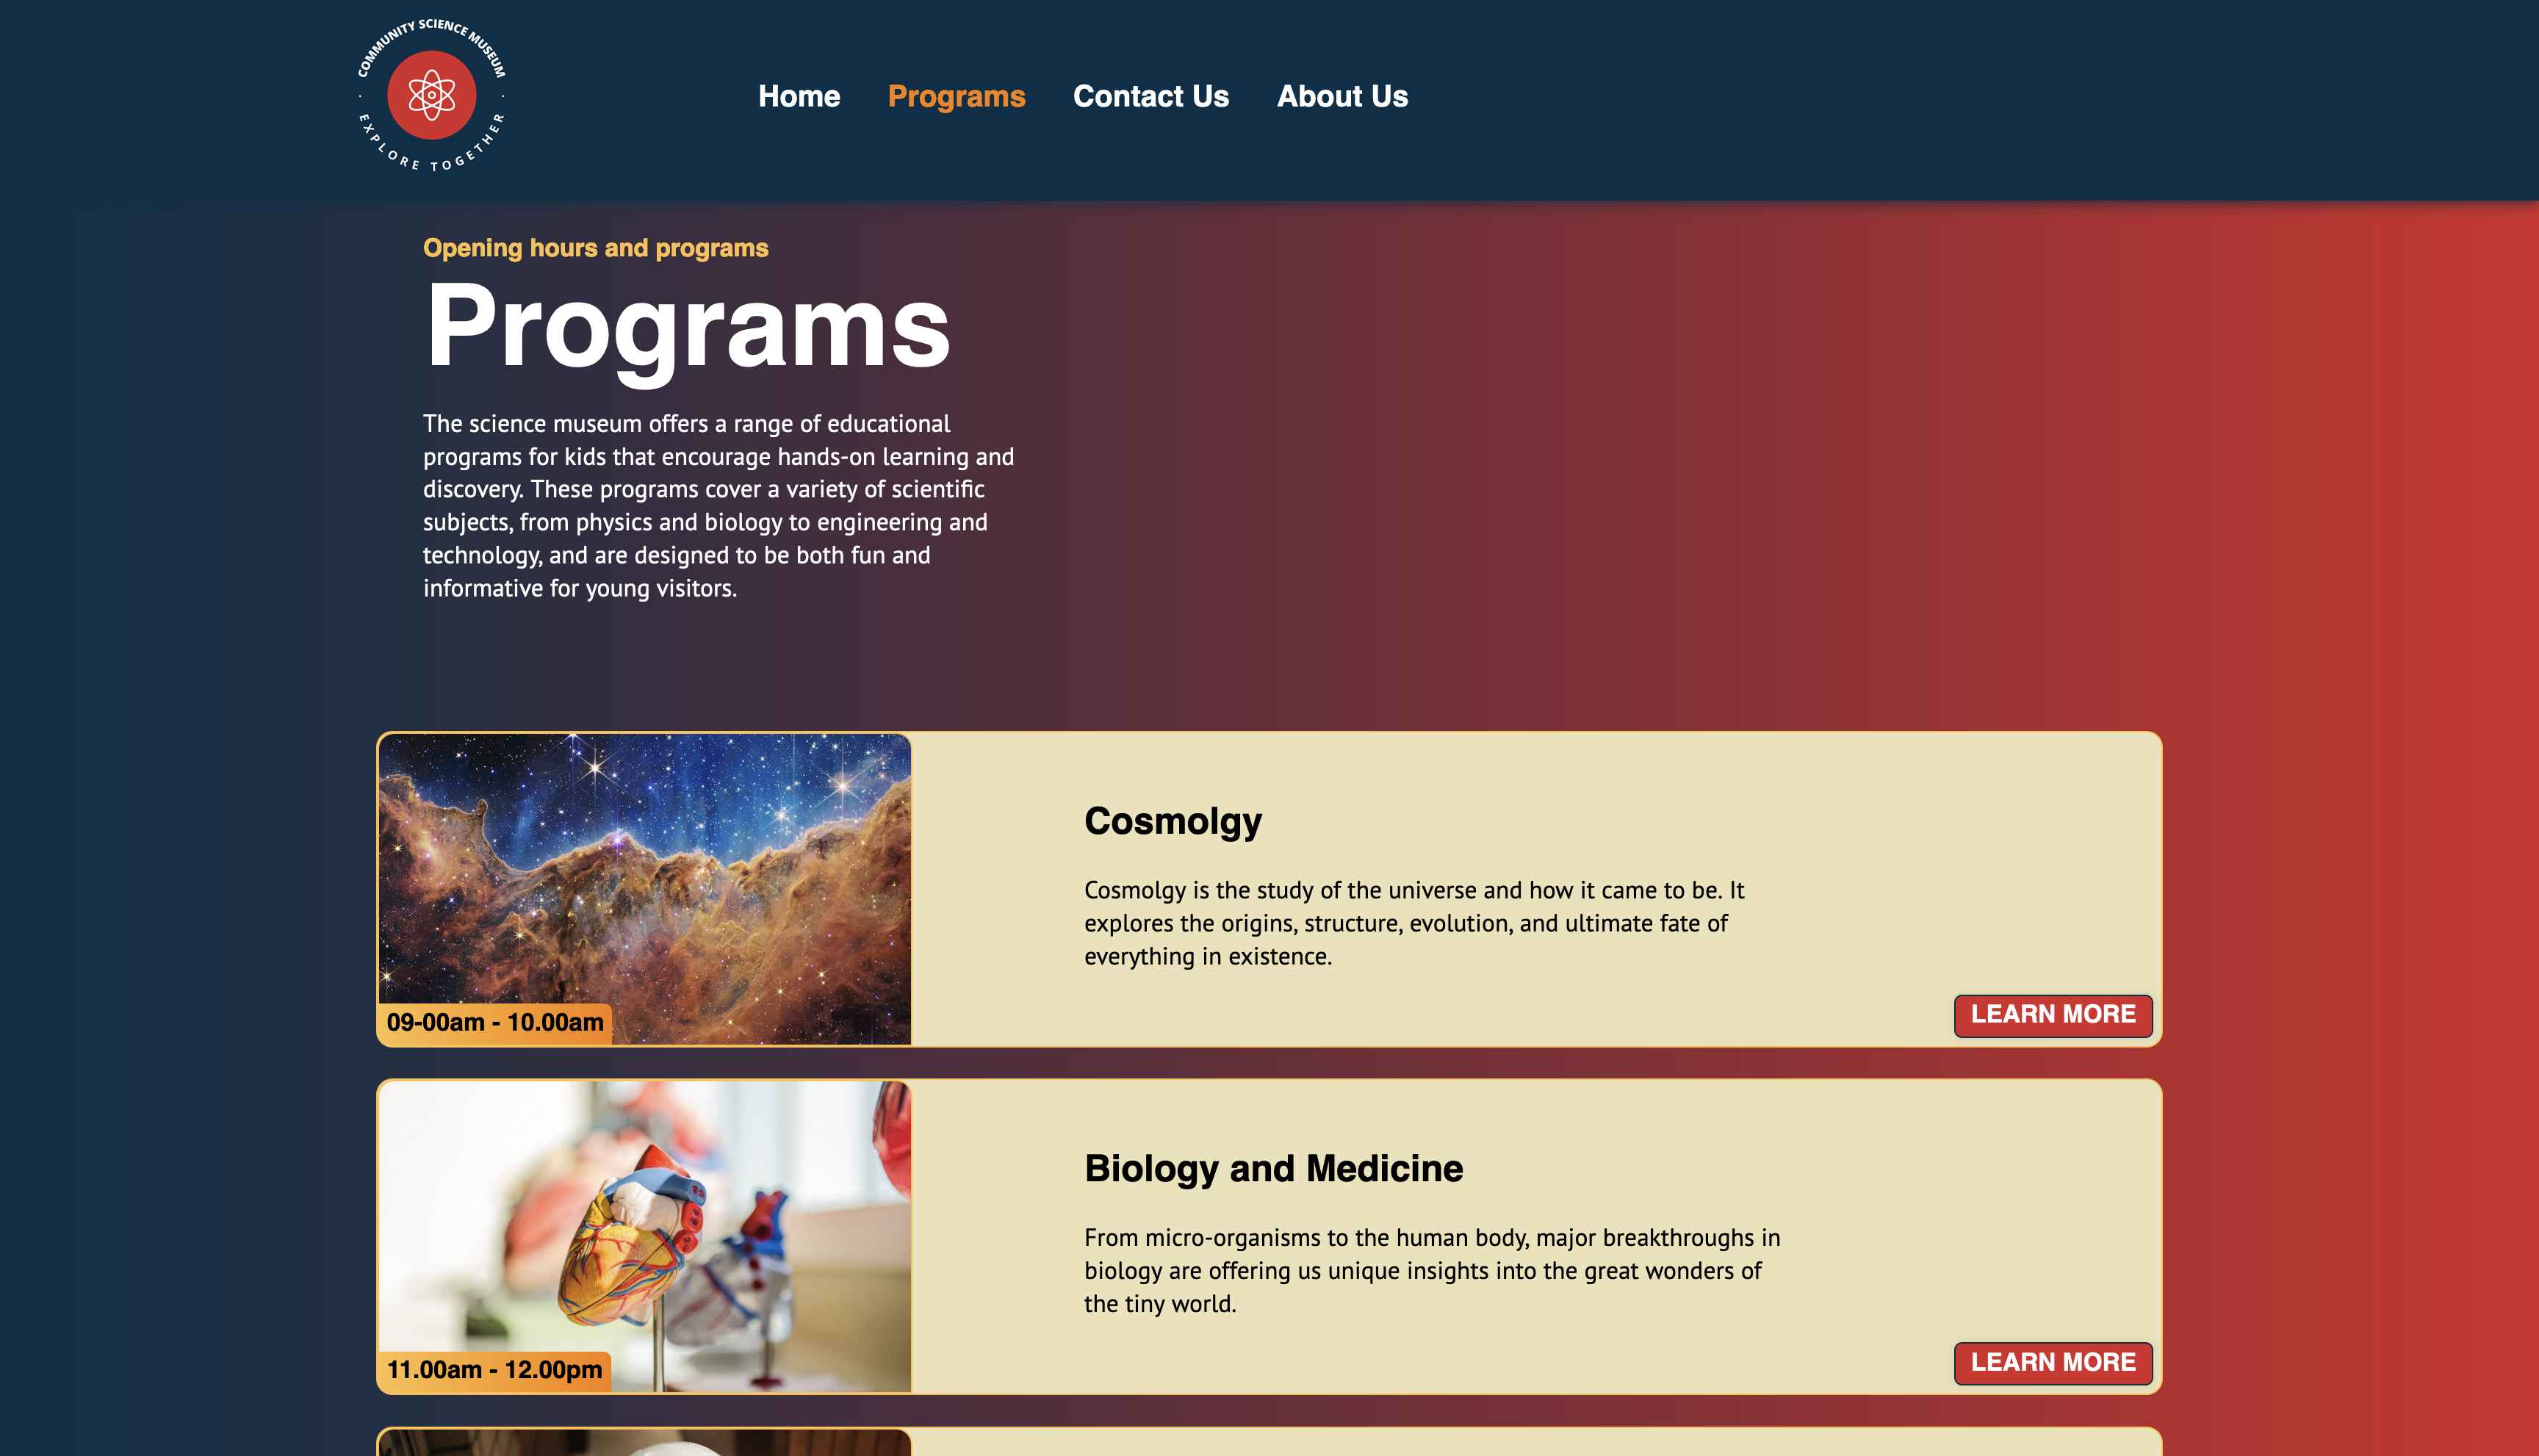 COMMUNITY SCIENCE MUSEUM
· EXPLORE TOGETHER ·
Home Programs Contact Us About Us
Opening hours and programs
Programs
The science museum offers a range of educational
programs for kids that encourage hands-on learning and
discovery. These programs cover a variety of scientific
subjects, from physics and biology to engineering and
technology, and are designed to be both fun and
informative for young visitors.
Cosmolgy
Cosmolgy is the study of the universe and how it came to be. It
explores the origins, structure, evolution, and ultimate fate of
everything in existence.
09-00am - 10.00am
LEARN MORE
Biology and Medicine
From micro-organisms to the human body, major breakthroughs in
biology are offering us unique insights into the great wonders of
the tiny world.
11.00am - 12.00pm
LEARN MORE